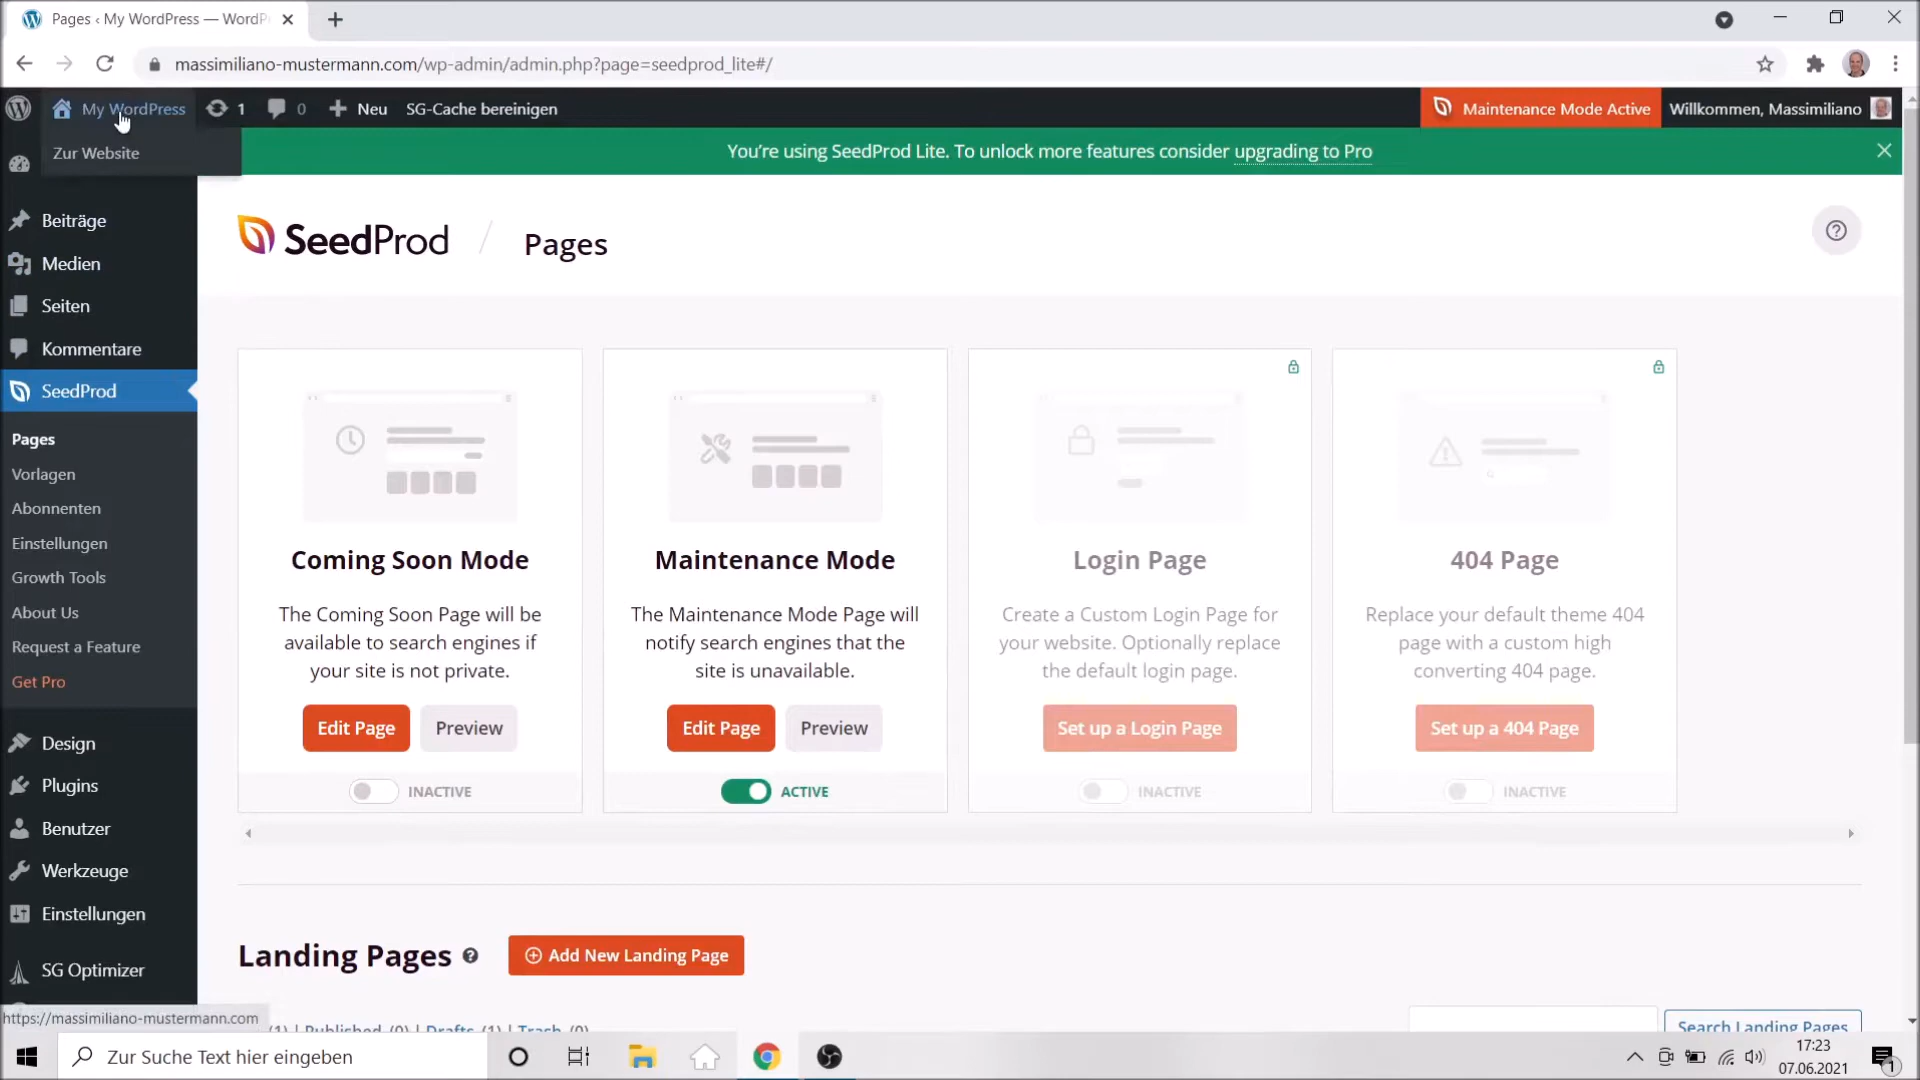 Pages ‹ My WordPress — WordP
massimiliano-mustermann.com/wp-admin/admin.php?page=seedprod_lite#/
My WordPress 1 0 Neu SG-Cache bereinigen Maintenance Mode Active Willkommen, Massimiliano
Zur Website
You're using SeedProd Lite. To unlock more features consider upgrading to Pro
Beiträge
Medien
Seiten
Kommentare
SeedProd
Pages
Vorlagen
Abonnenten
Einstellungen
Growth Tools
About Us
Request a Feature
Get Pro
Design
Plugins
Benutzer
Werkzeuge
Einstellungen
SG Optimizer
SeedProd / Pages
Coming Soon Mode
The Coming Soon Page will be
available to search engines if
your site is not private.
Edit Page Preview
INACTIVE
Maintenance Mode
The Maintenance Mode Page will
notify search engines that the
site is unavailable.
Edit Page Preview
ACTIVE
Login Page
Create a Custom Login Page for
your website. Optionally replace
the default login page.
Set up a Login Page
INACTIVE
404 Page
Replace your default theme 404
page with a custom high
converting 404 page.
Set up a 404 Page
INACTIVE
Landing Pages Add New Landing Page
https://massimiliano-mustermann.com
(1) | Published (0) | Drafts (1) | Trash (0)
Search Landing Pages
Zur Suche Text hier eingeben
17:23
07.06.2021
1